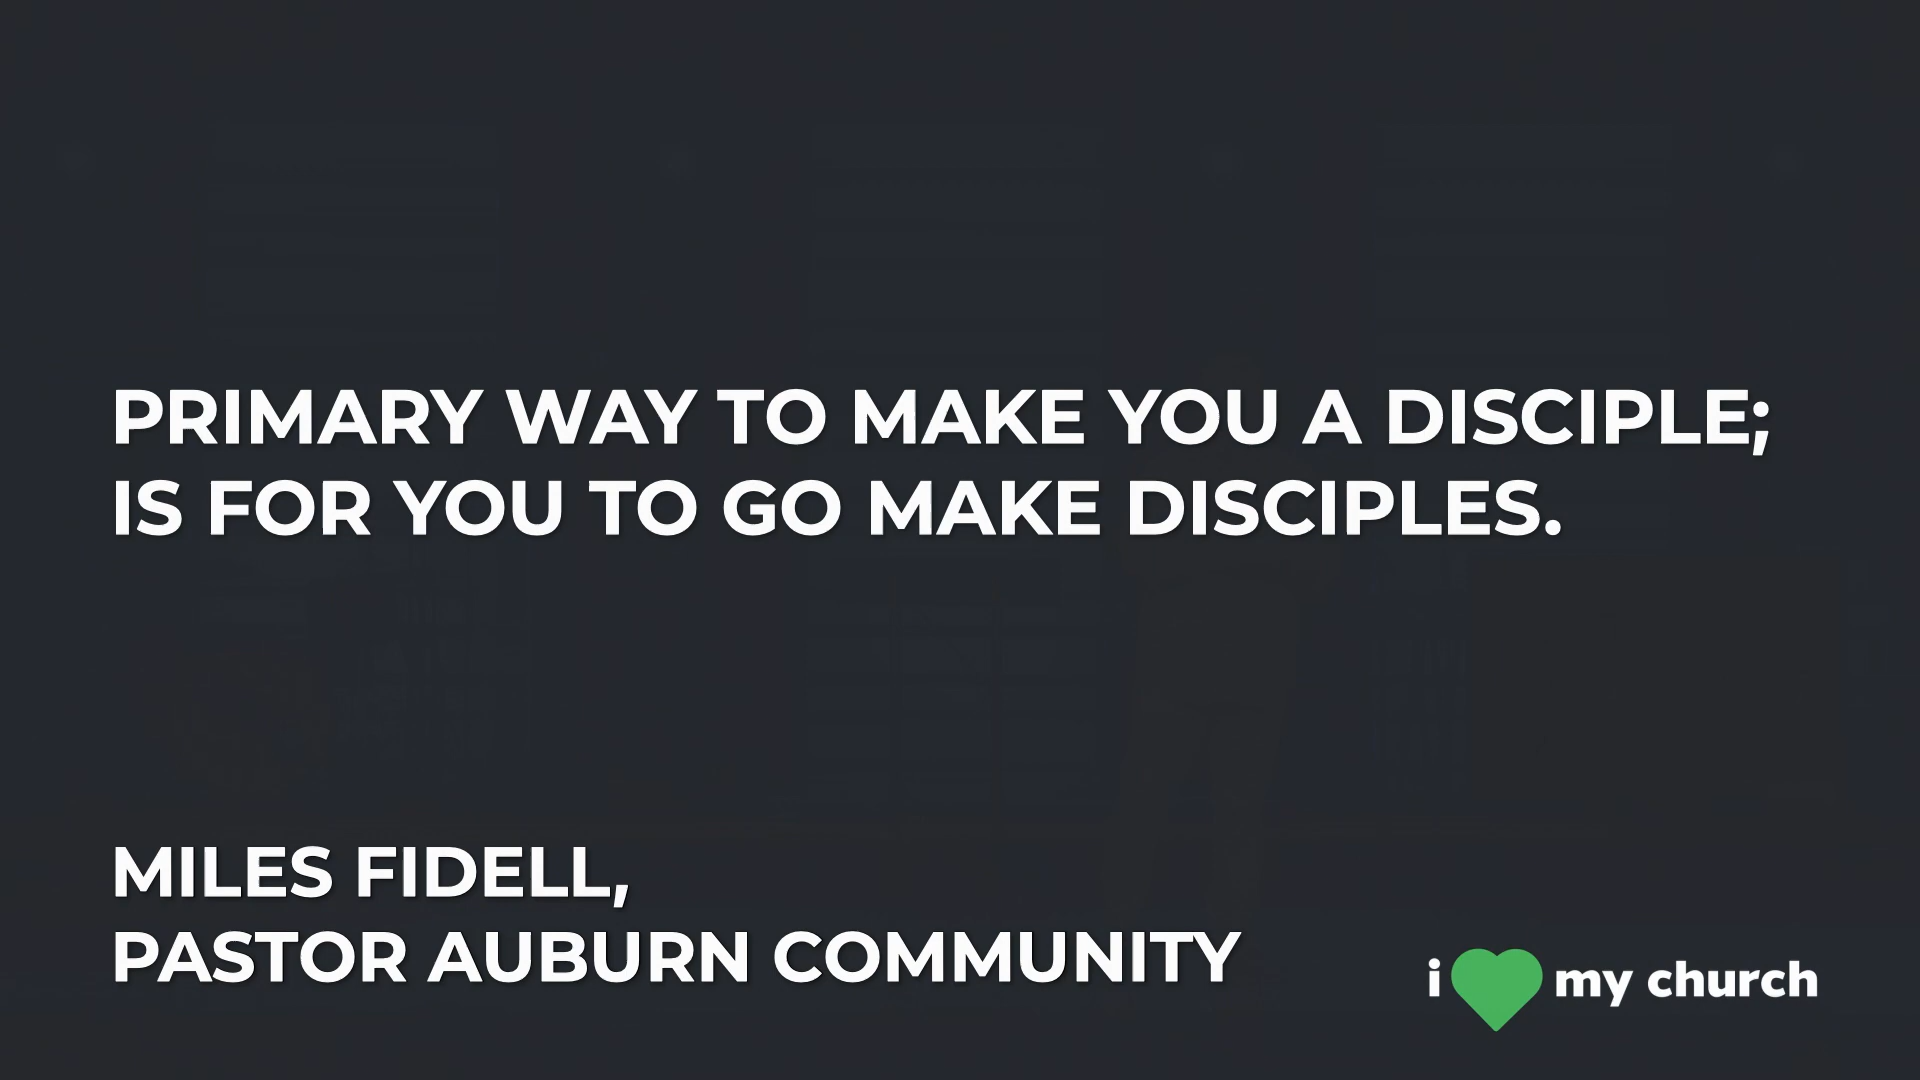 PRIMARY WAY TO MAKE YOU A DISCIPLE;
IS FOR YOU TO GO MAKE DISCIPLES.
MILES FIDELL,
PASTOR AUBURN COMMUNITY
i my church